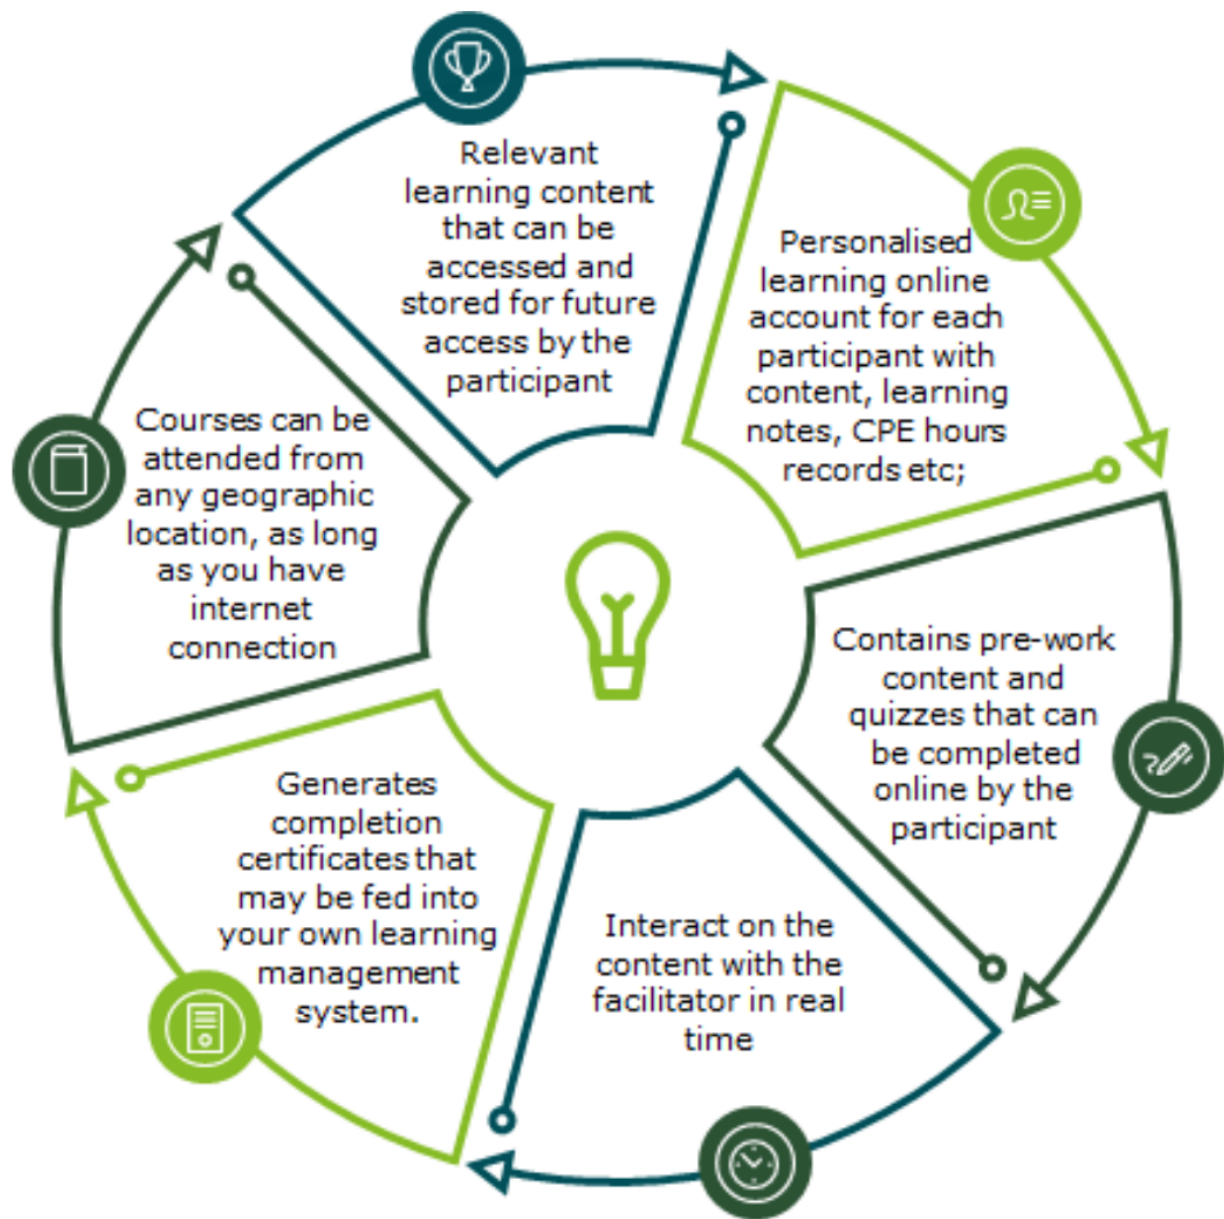 Relevant
learning content
that can be
accessed and
stored for future
access by the
participant
Personalised
learning online
account for each
participant with
content, learning
notes, CPE hours
records etc;
Contains pre-work
content and
quizzes that can
be completed
online by the
participant
Interact on the
content with the
facilitator in real
time
Generates
completion
certificates that
may be fed into
your own learning
management
system.
Courses can be
attended from
any geographic
location, as long
as you have
internet
connection